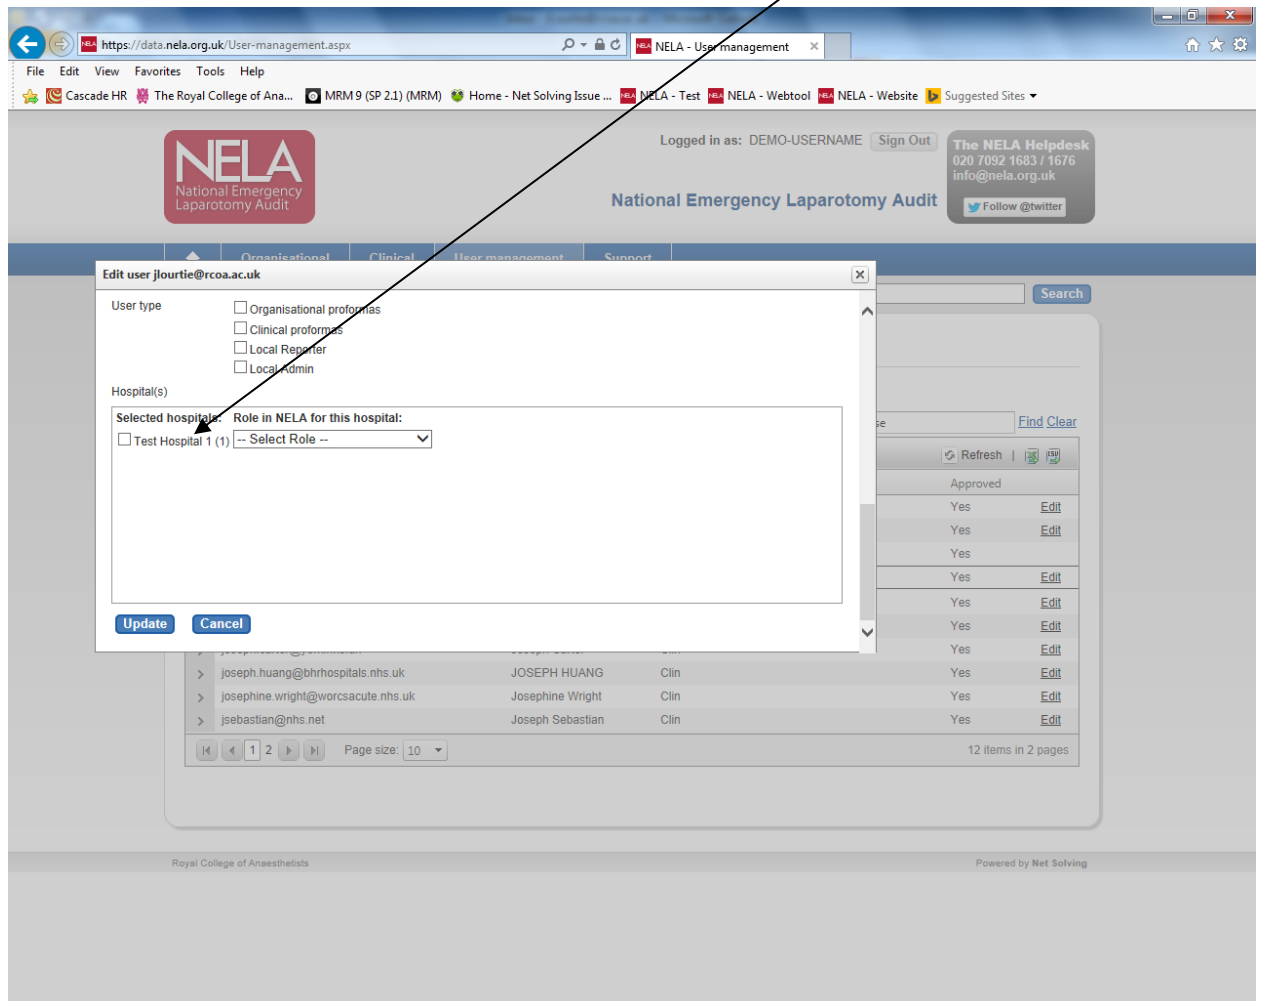 https://data.nela.org.uk/User-management.aspx
NELA - User management
File Edit View Favorites Tools Help
Cascade HR The Royal College of Ana... MRM 9 (SP 2.1) (MRM) Home - Net Solving Issue ... NELA - Test NELA - Webtool NELA - Website Suggested Sites
NELA
National Emergency
Laparotomy Audit
Logged in as: DEMO-USERNAME Sign Out
National Emergency Laparotomy Audit
The NELA Helpdesk
020 7092 1683 / 1676
info@nela.org.uk
Follow @twitter
Organisational Clinical User management Support
Edit user jlourtie@rcoa.ac.uk
Search
User type
Organisational proformas
Clinical proformas
Local Reporter
Local Admin
Hospital(s)
Selected hospitals: Role in NELA for this hospital:
Test Hospital 1 (1) -- Select Role --
Find Clear
Refresh |
Approved
Yes Edit
Yes Edit
Yes
Yes Edit
Yes Edit
Yes Edit
Update Cancel
Yes Edit
joseph.huang@bhrhospitals.nhs.uk JOSEPH HUANG Clin Yes Edit
josephine.wright@worcsacute.nhs.uk Josephine Wright Clin Yes Edit
jsebastian@nhs.net Joseph Sebastian Clin Yes Edit
1 2 Page size: 10 12 items in 2 pages
Royal College of Anaesthetists Powered by Net Solving